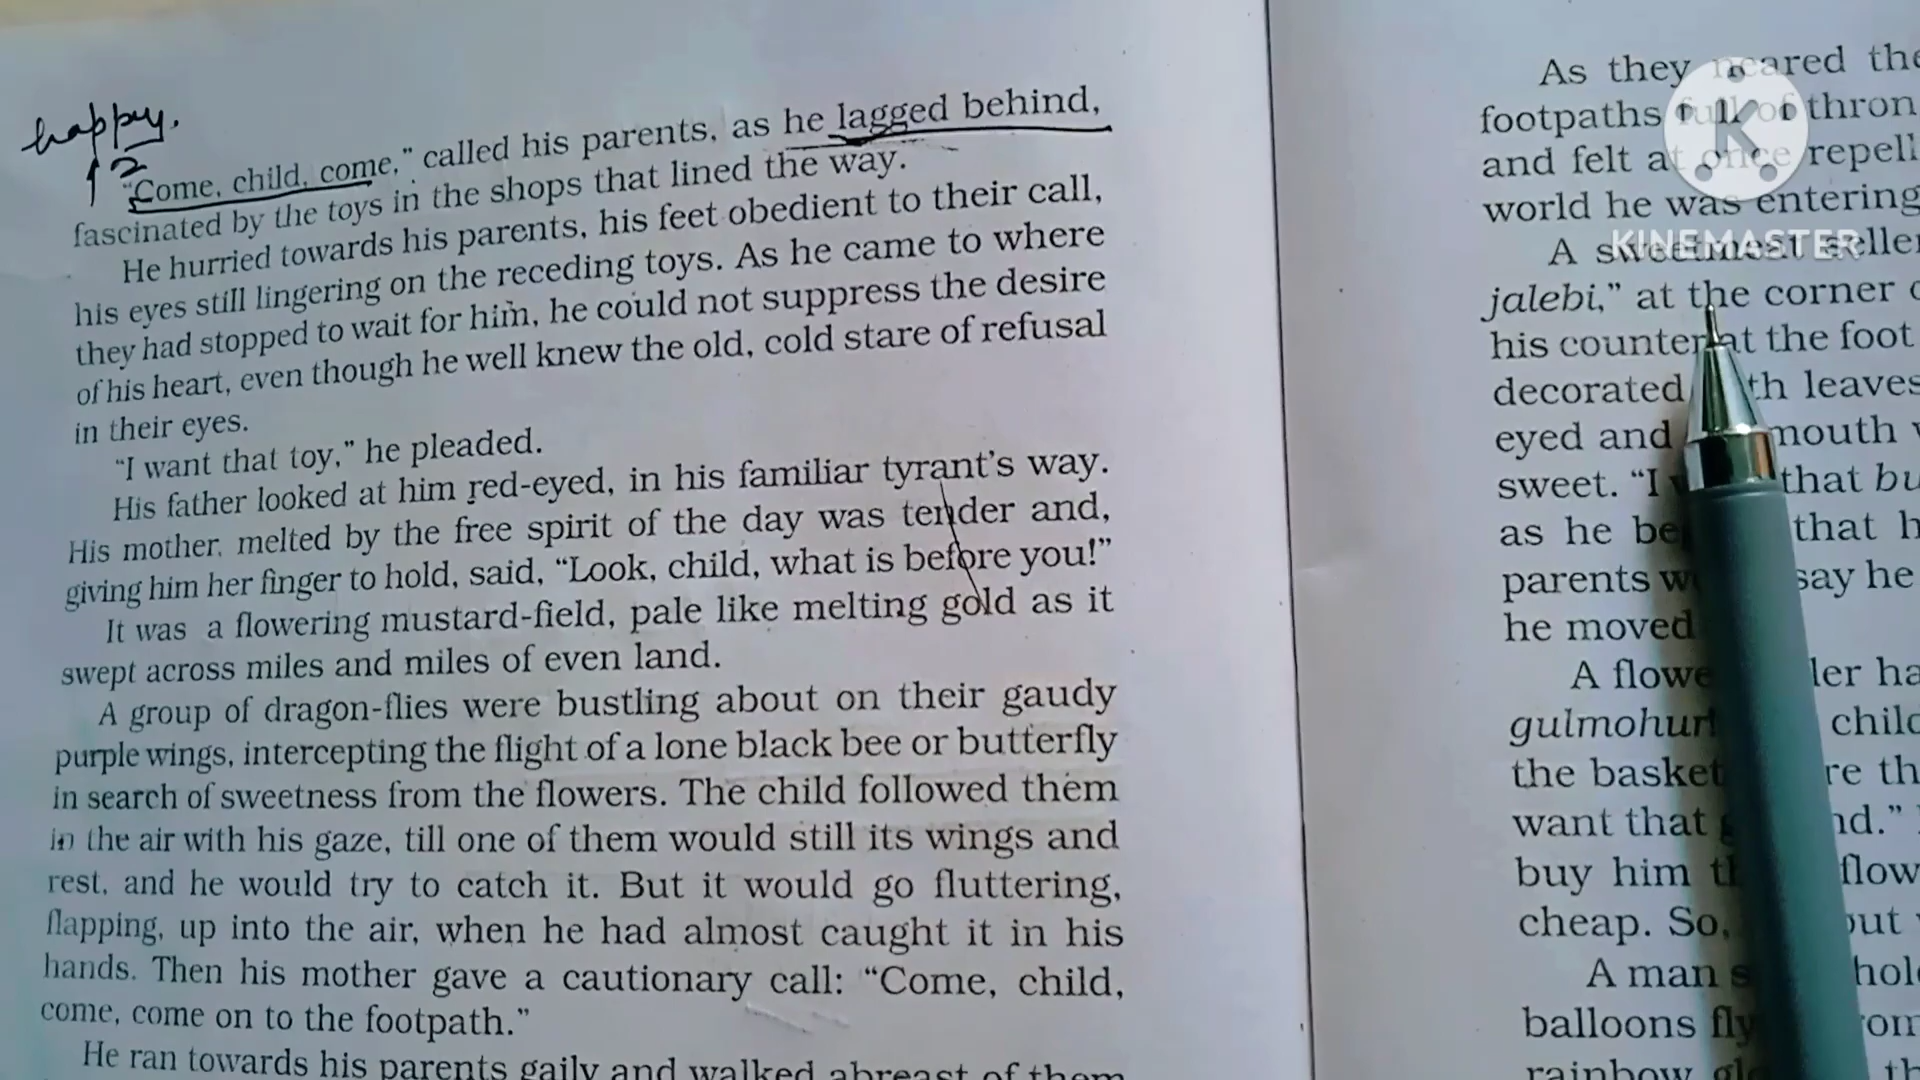 happy.
“Come, child, come,” called his parents, as he lagged behind,
fascinated by the toys in the shops that lined the way.
He hurried towards his parents, his feet obedient to their call,
his eyes still lingering on the receding toys. As he came to where
they had stopped to wait for him, he could not suppress the desire
of his heart, even though he well knew the old, cold stare of refusal
in their eyes.
“I want that toy,” he pleaded.
His father looked at him red-eyed, in his familiar tyrant’s way.
His mother, melted by the free spirit of the day was tender and,
giving him her finger to hold, said, “Look, child, what is before you!”
It was a flowering mustard-field, pale like melting gold as it
swept across miles and miles of even land.
A group of dragon-flies were bustling about on their gaudy
purple wings, intercepting the flight of a lone black bee or butterfly
in search of sweetness from the flowers. The child followed them
in the air with his gaze, till one of them would still its wings and
rest, and he would try to catch it. But it would go fluttering,
flapping, up into the air, when he had almost caught it in his
hands. Then his mother gave a cautionary call: “Come, child,
come, come on to the footpath.”
He ran towards his parents gaily and walked abreast of them
As they neared the
footpaths full of thron
and felt at once repell
world he was entering
A sweetmeat seller
jalebi,” at the corner
his counter at the foot
decorated leaves
eyed and mouth
sweet. “I that bu
as he that h
parents say he
he moved
A ha
gulmohur child
the basket
want that
buy him flow
cheap. So,
A man hol
balloons
rainbow
K
KINEMASTER